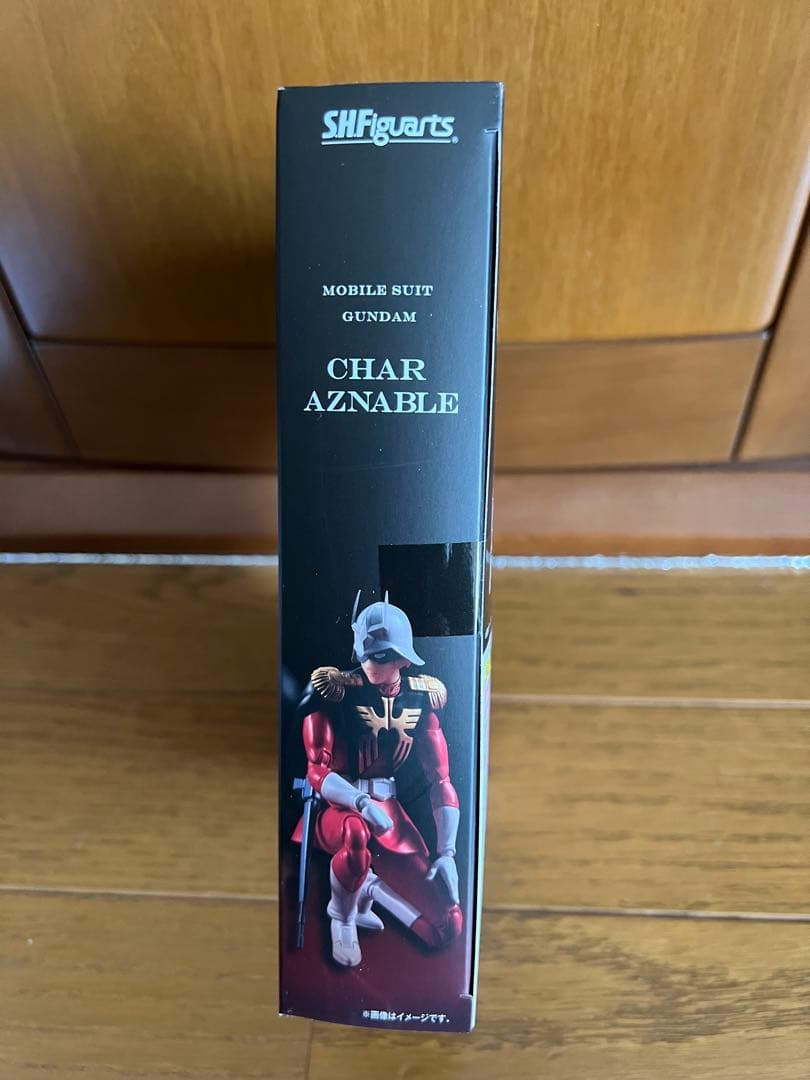 S.H.Figuarts®
MOBILE SUIT
GUNDAM
CHAR
AZNABLE
※画像はイメージです。